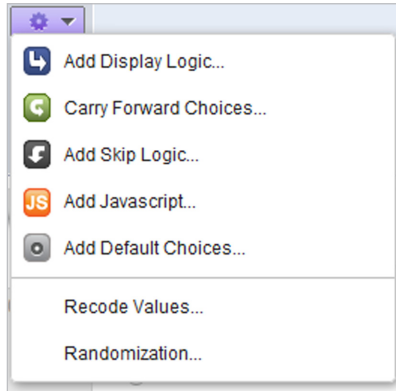 Add Display Logic...
Carry Forward Choices...
Add Skip Logic...
JS Add Javascript...
Add Default Choices...
Recode Values...
Randomization...